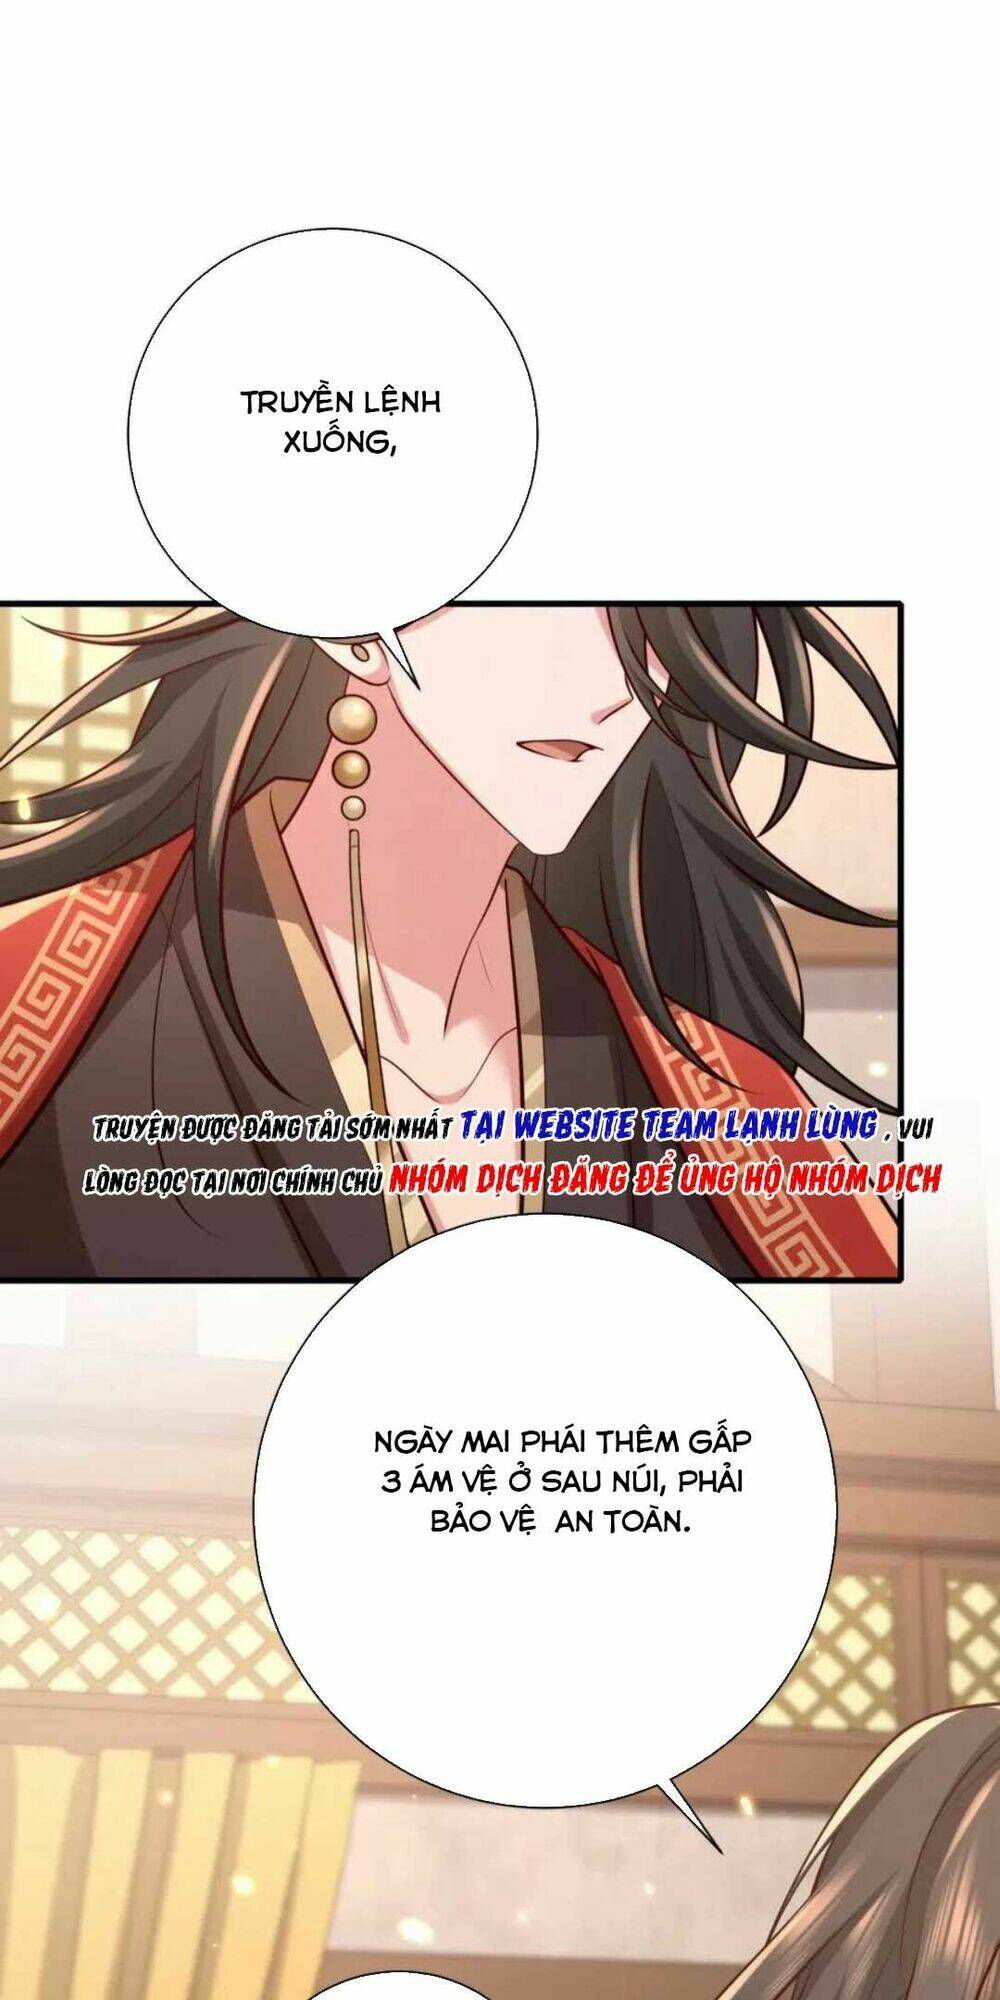 TRUYỀN LỆNH
XUỐNG,
TRUYỆN ĐƯỢC ĐĂNG TẢI SỚM NHẤT TẠI WEBSITE TEAM LẠNH LÙNG , VUI
LÒNG ĐỌC TẠI NƠI CHÍNH CHỦ NHÓM DỊCH ĐĂNG ĐỂ ỦNG HỘ NHÓM DỊCH
NGÀY MAI PHÁI THÊM GẤP
3 ÁM VỆ Ở SAU NÚI, PHẢI
BẢO VỆ AN TOÀN.